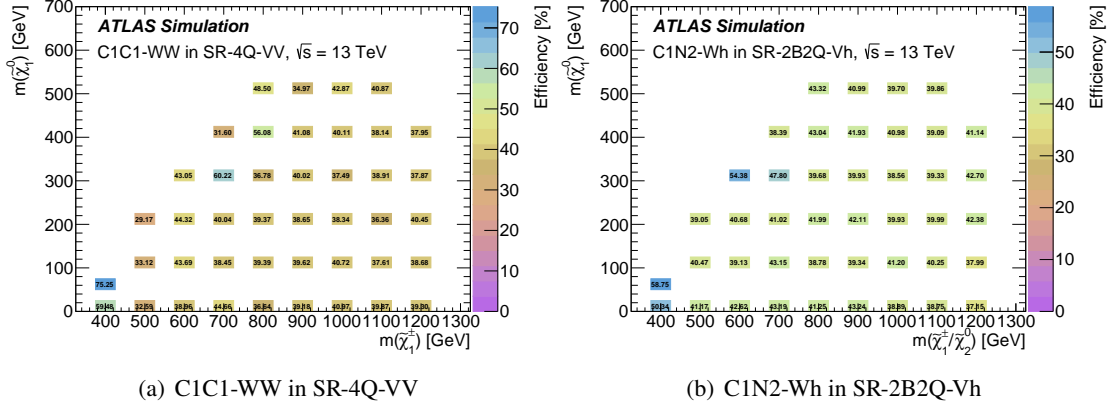 ATLAS Simulation
C1C1-WW in SR-4Q-VV, √s = 13 TeV
m(χ̃₁⁰) [GeV]
Efficiency [%]
700
600
500
400
300
200
100
0
48.50 34.97 42.87 40.87
31.60 56.08 41.08 40.11 38.14 37.95
43.05 60.22 36.78 40.02 37.49 38.91 37.87
29.17 44.32 40.04 39.37 38.65 38.34 36.36 40.45
33.12 43.69 38.45 39.39 39.62 40.72 37.61 38.68
75.25
400 500 600 700 800 900 1000 1100 1200 1300
m(χ̃₁±) [GeV]
70
60
50
40
30
20
10
0
(a) C1C1-WW in SR-4Q-VV
ATLAS Simulation
C1N2-Wh in SR-2B2Q-Vh, √s = 13 TeV
m(χ̃₁⁰) [GeV]
Efficiency [%]
700
600
500
400
300
200
100
0
43.32 40.99 39.70 39.86
38.39 43.04 41.93 40.98 39.09 41.14
54.38 47.80 39.68 39.93 38.56 39.33 42.70
39.05 40.68 41.02 41.99 42.11 39.93 39.99 42.38
40.47 39.13 43.15 38.78 39.34 41.20 40.25 37.99
58.75
400 500 600 700 800 900 1000 1100 1200 1300
m(χ̃₁±/χ̃₂⁰) [GeV]
50
40
30
20
10
0
(b) C1N2-Wh in SR-2B2Q-Vh